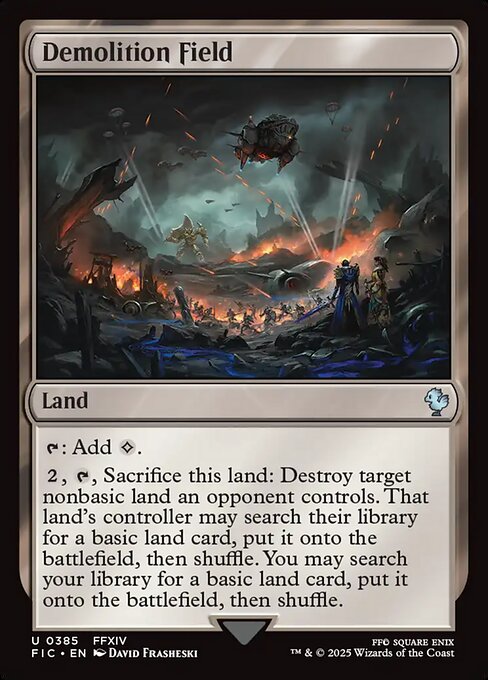 Demolition Field
Land
: Add .
2, , Sacrifice this land: Destroy target
nonbasic land an opponent controls. That
land's controller may search their library
for a basic land card, put it onto the
battlefield, then shuffle. You may search
your library for a basic land card, put it
onto the battlefield, then shuffle.
U 0385 FFXIV
FIC • EN DAVID FRASHESKI
FF© SQUARE ENIX
™ & © 2025 Wizards of the Coast